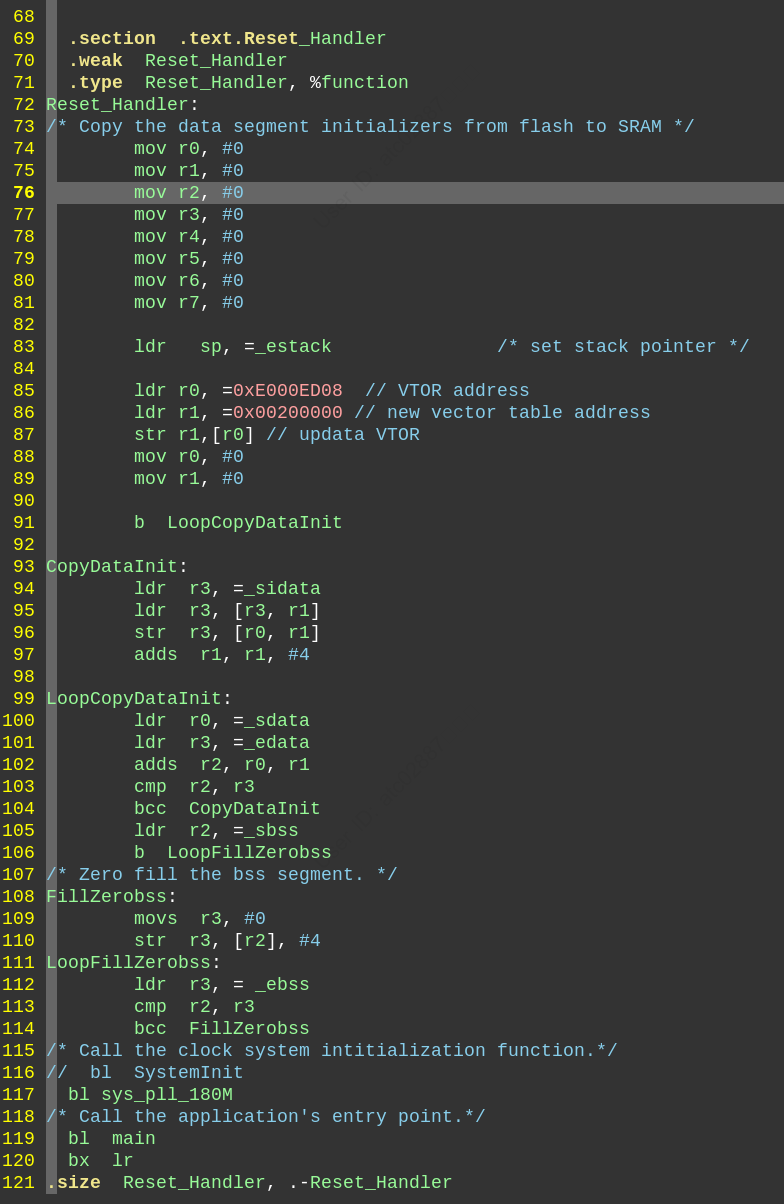 68
69   .section  .text.Reset_Handler
70   .weak  Reset_Handler
71   .type  Reset_Handler, %function
72 Reset_Handler:
73 /* Copy the data segment initializers from flash to SRAM */
74         mov r0, #0
75         mov r1, #0
76         mov r2, #0
77         mov r3, #0
78         mov r4, #0
79         mov r5, #0
80         mov r6, #0
81         mov r7, #0
82
83         ldr   sp, =_estack               /* set stack pointer */
84
85         ldr r0, =0xE000ED08  // VTOR address
86         ldr r1, =0x00200000 // new vector table address
87         str r1,[r0] // updata VTOR
88         mov r0, #0
89         mov r1, #0
90
91         b  LoopCopyDataInit
92
93 CopyDataInit:
94         ldr  r3, =_sidata
95         ldr  r3, [r3, r1]
96         str  r3, [r0, r1]
97         adds  r1, r1, #4
98
99 LoopCopyDataInit:
100         ldr  r0, =_sdata
101         ldr  r3, =_edata
102         adds  r2, r0, r1
103         cmp  r2, r3
104         bcc  CopyDataInit
105         ldr  r2, =_sbss
106         b  LoopFillZerobss
107 /* Zero fill the bss segment. */
108 FillZerobss:
109         movs  r3, #0
110         str  r3, [r2], #4
111 LoopFillZerobss:
112         ldr  r3, = _ebss
113         cmp  r2, r3
114         bcc  FillZerobss
115 /* Call the clock system intitialization function.*/
116 //  bl  SystemInit
117   bl sys_pll_180M
118 /* Call the application's entry point.*/
119   bl  main
120   bx  lr
121 .size  Reset_Handler, .-Reset_Handler